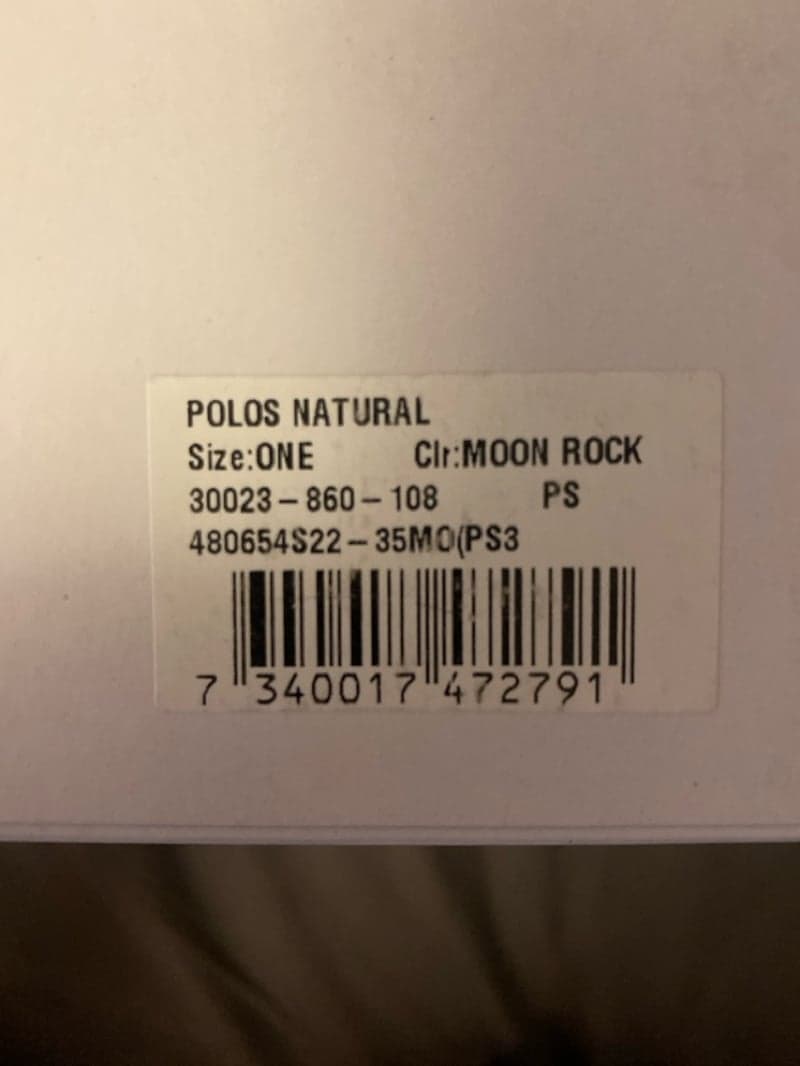 POLOS NATURAL
Size:ONE Clr:MOON ROCK
30023-860-108 PS
480654S22-35MO(PS3
7 340017 472791